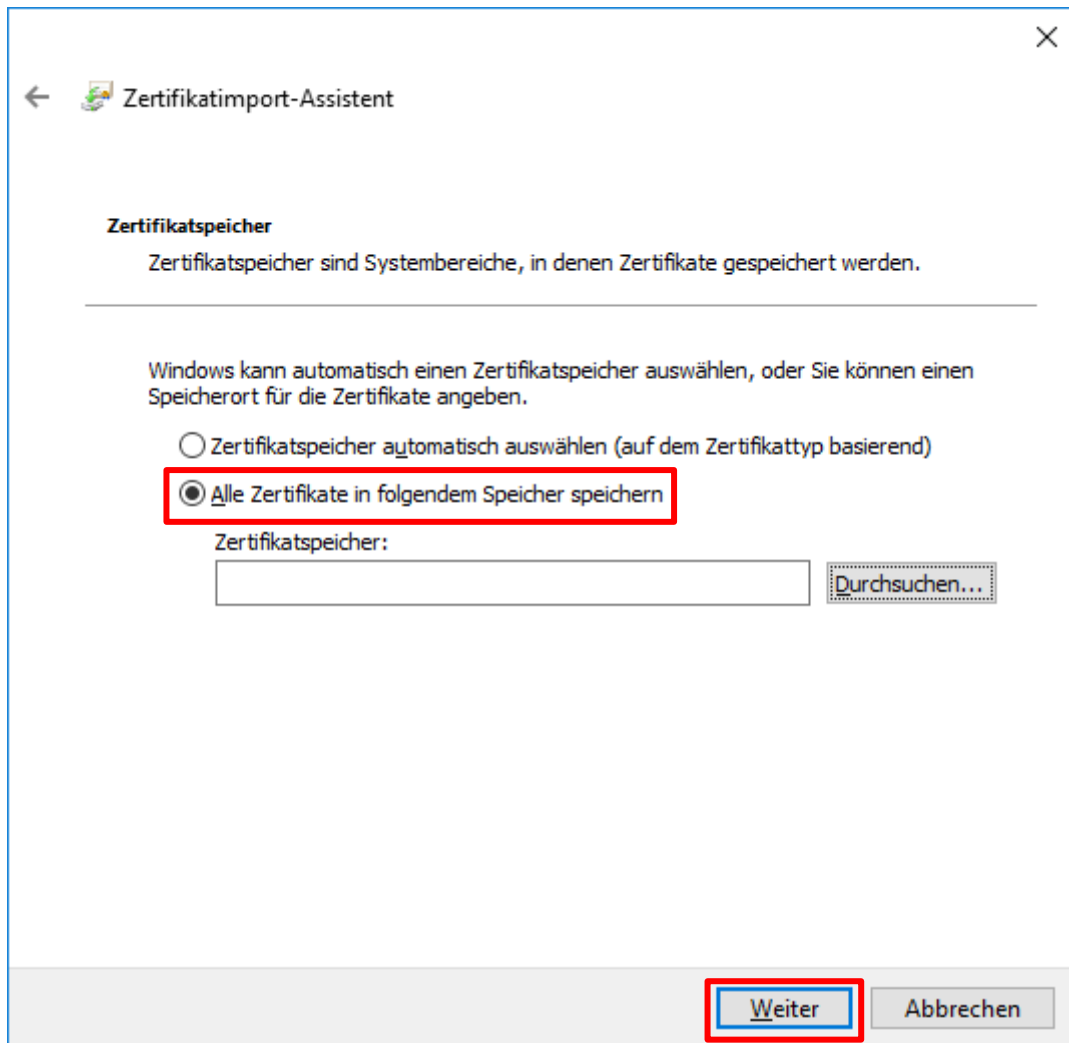 Zertifikatimport-Assistent
Zertifikatspeicher
Zertifikatspeicher sind Systembereiche, in denen Zertifikate gespeichert werden.
Windows kann automatisch einen Zertifikatspeicher auswählen, oder Sie können einen
Speicherort für die Zertifikate angeben.
Zertifikatspeicher automatisch auswählen (auf dem Zertifikattyp basierend)
Alle Zertifikate in folgendem Speicher speichern
Zertifikatspeicher:
Durchsuchen...
Weiter
Abbrechen